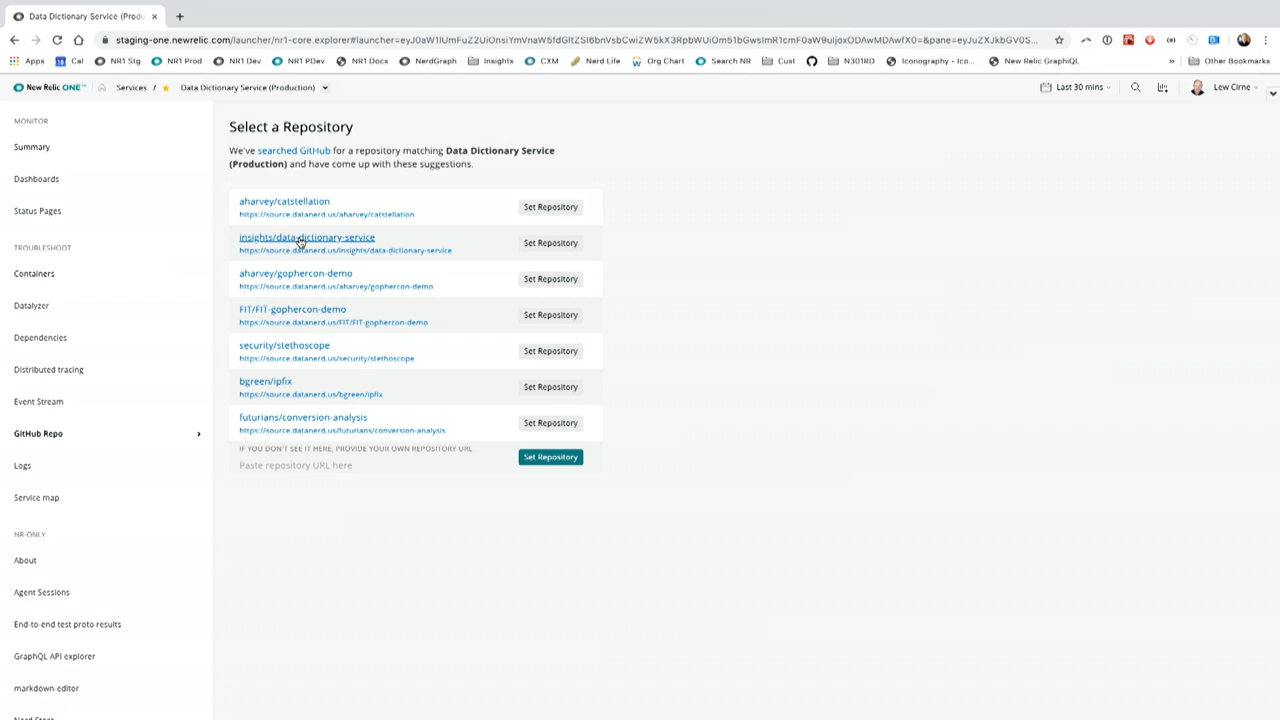 Data Dictionary Service (Produ
staging-one.newrelic.com/launcher/nr1-core.explorer#launcher=
Apps Cal NR1 Stg NR1 Prod NR1 Dev NR1 PDev NR1 Docs NerdGraph Insights CXM Nerd Life Org Chart Search NR Cust N301RD Iconography - Ico... New Relic GraphiQL » Other Bookmarks
New Relic ONE™ Services / Data Dictionary Service (Production) Last 30 mins Lew Cirne
MONITOR
Summary
Dashboards
Status Pages
TROUBLESHOOT
Containers
Datalyzer
Dependencies
Distributed tracing
Event Stream
GitHub Repo
Logs
Service map
NR-ONLY
About
Agent Sessions
End-to-end test proto results
GraphQL API explorer
markdown-editor
Select a Repository
We've searched GitHub for a repository matching Data Dictionary Service
(Production) and have come up with these suggestions.
aharvey/catstellation
https://source.datanerd.us/aharvey/catstellation
Set Repository
insights/data-dictionary-service
https://source.datanerd.us/insights/data-dictionary-service
Set Repository
aharvey/gophercon-demo
https://source.datanerd.us/aharvey/gophercon-demo
Set Repository
FIT/FIT-gophercon-demo
https://source.datanerd.us/FIT/FIT-gophercon-demo
Set Repository
security/stethoscope
https://source.datanerd.us/security/stethoscope
Set Repository
bgreen/ipfix
https://source.datanerd.us/bgreen/ipfix
Set Repository
futurians/conversion-analysis
https://source.datanerd.us/futurians/conversion-analysis
Set Repository
IF YOU DON'T SEE IT HERE, PROVIDE YOUR OWN REPOSITORY URL
Paste repository URL here
Set Repository